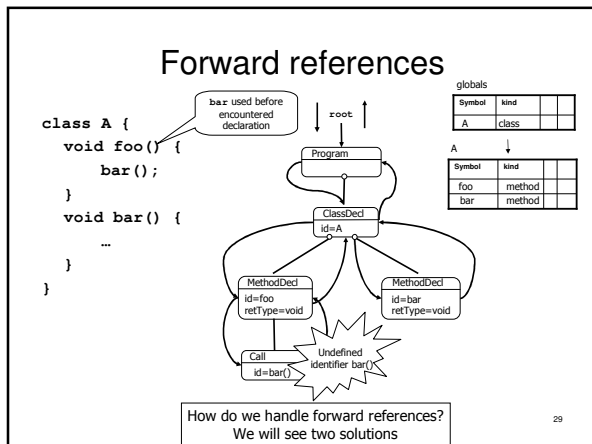 Forward references
bar used before
encountered
declaration
class A {
void foo() {
bar();
}
void bar() {
…
}
}
root
Program
ClassDecl
id=A
MethodDecl
id=foo
retType=void
MethodDecl
id=bar
retType=void
Call
id=bar()
Undefined
identifier bar()
globals
Symbol kind
A class
A
Symbol kind
foo method
bar method
How do we handle forward references?
We will see two solutions
29